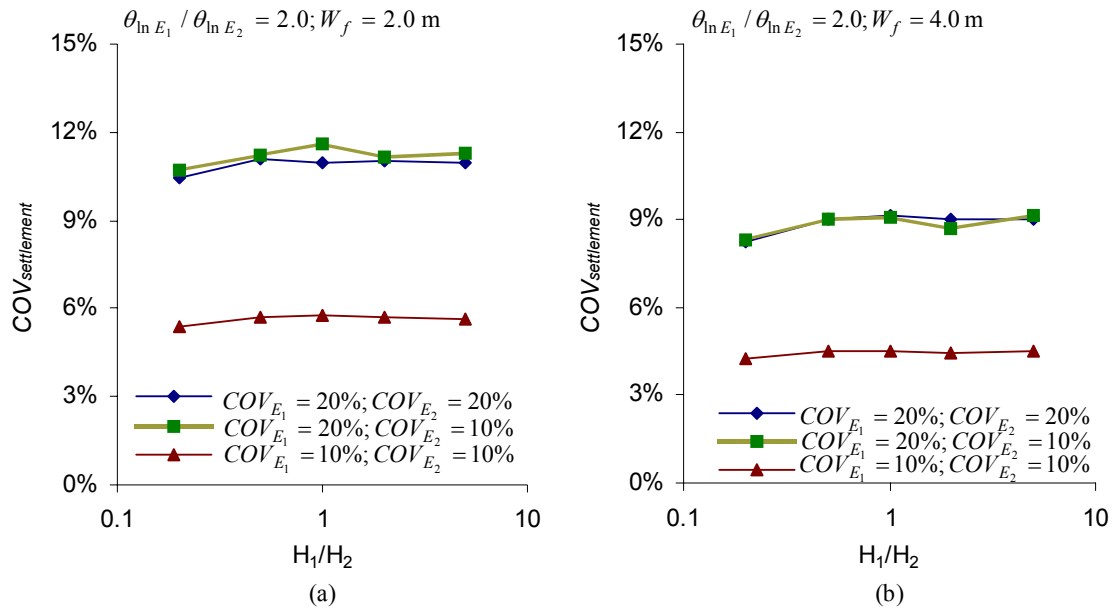 θ_{ln E_1} / θ_{ln E_2} = 2.0; W_f = 2.0 m
15%
12%
9%
6%
3%
0%
COV_{settlement}
COV_{E_1} = 20%; COV_{E_2} = 20%
COV_{E_1} = 20%; COV_{E_2} = 10%
COV_{E_1} = 10%; COV_{E_2} = 10%
0.1 1 10
H_1/H_2
(a)
θ_{ln E_1} / θ_{ln E_2} = 2.0; W_f = 4.0 m
15%
12%
9%
6%
3%
0%
COV_{settlement}
COV_{E_1} = 20%; COV_{E_2} = 20%
COV_{E_1} = 20%; COV_{E_2} = 10%
COV_{E_1} = 10%; COV_{E_2} = 10%
0.1 1 10
H_1/H_2
(b)